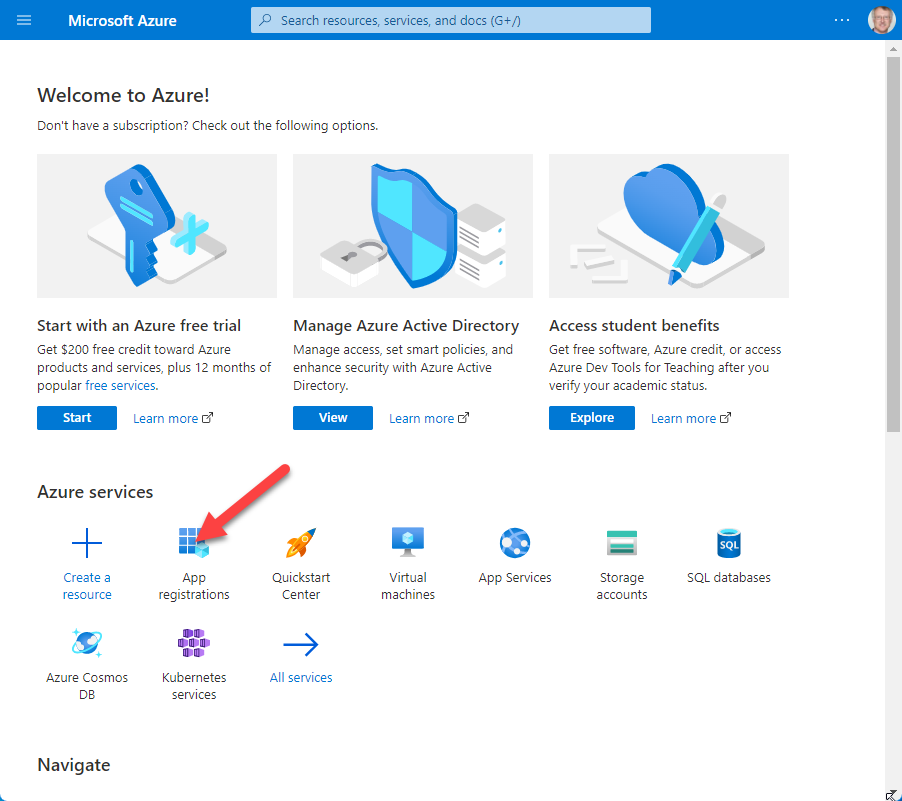 Microsoft Azure
Search resources, services, and docs (G+/)
Welcome to Azure!
Don't have a subscription? Check out the following options.
Start with an Azure free trial
Get $200 free credit toward Azure
products and services, plus 12 months of
popular free services.
Start
Learn more
Manage Azure Active Directory
Manage access, set smart policies, and
enhance security with Azure Active
Directory.
View
Learn more
Access student benefits
Get free software, Azure credit, or access
Azure Dev Tools for Teaching after you
verify your academic status.
Explore
Learn more
Azure services
Create a
resource
App
registrations
Quickstart
Center
Virtual
machines
App Services
Storage
accounts
SQL
SQL databases
Azure Cosmos
DB
Kubernetes
services
All services
Navigate